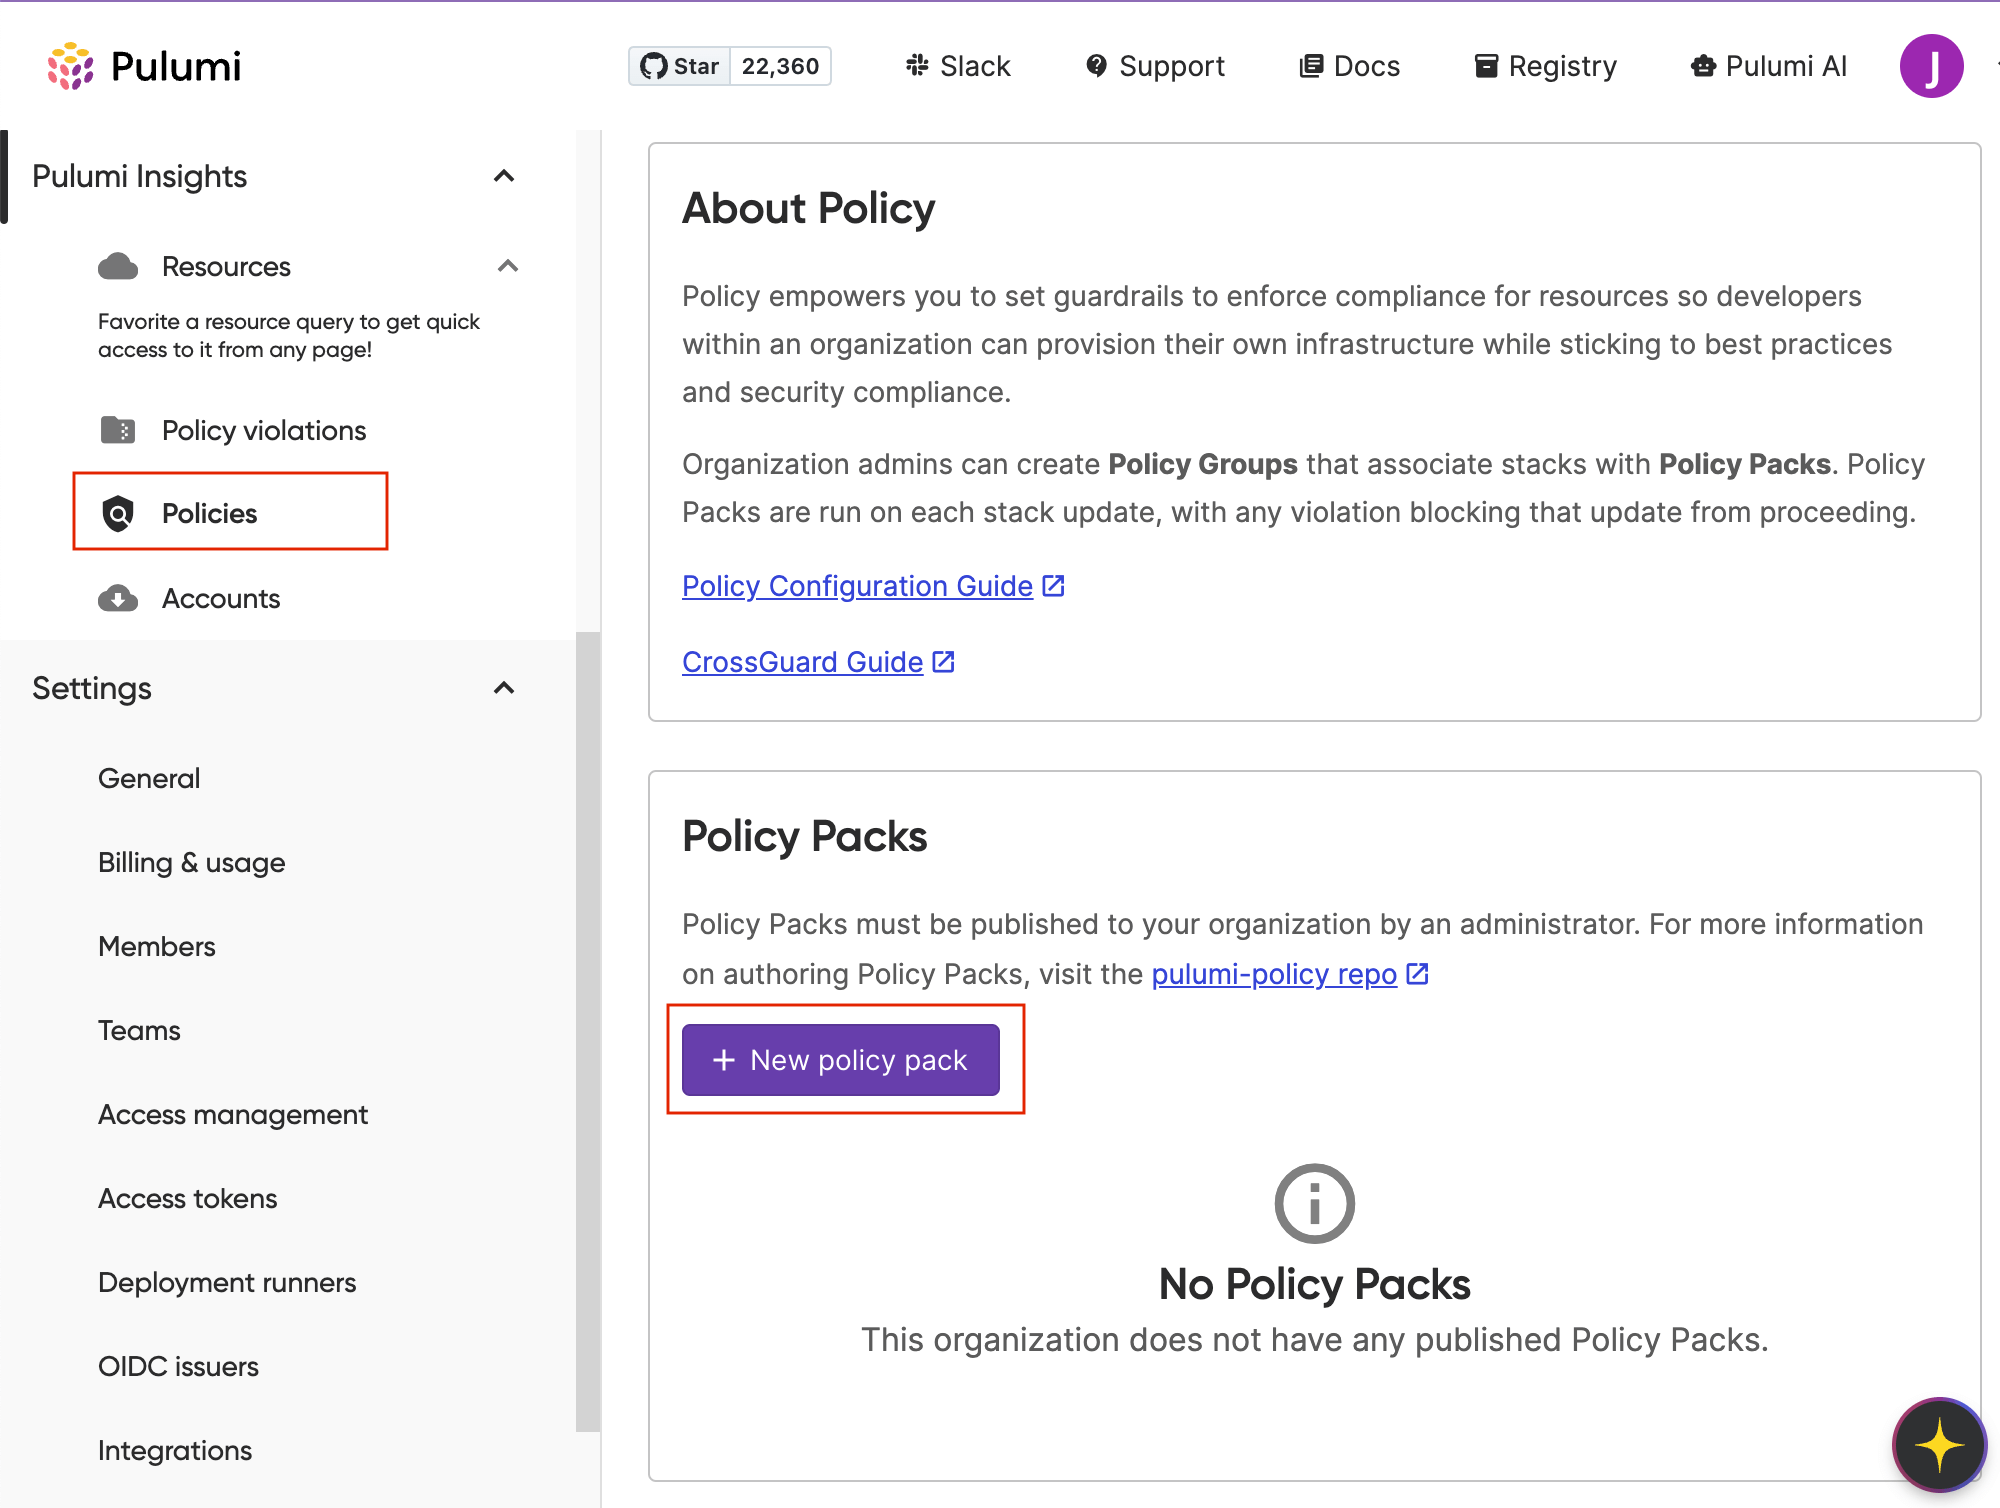 Pulumi
Star 22,360
Slack
Support
Docs
Registry
Pulumi AI
J
Pulumi Insights
Resources
Favorite a resource query to get quick
access to it from any page!
Policy violations
Policies
Accounts
Settings
General
Billing & usage
Members
Teams
Access management
Access tokens
Deployment runners
OIDC issuers
Integrations
About Policy
Policy empowers you to set guardrails to enforce compliance for resources so developers
within an organization can provision their own infrastructure while sticking to best practices
and security compliance.
Organization admins can create Policy Groups that associate stacks with Policy Packs. Policy
Packs are run on each stack update, with any violation blocking that update from proceeding.
Policy Configuration Guide
CrossGuard Guide
Policy Packs
Policy Packs must be published to your organization by an administrator. For more information
on authoring Policy Packs, visit the pulumi-policy repo
+ New policy pack
No Policy Packs
This organization does not have any published Policy Packs.